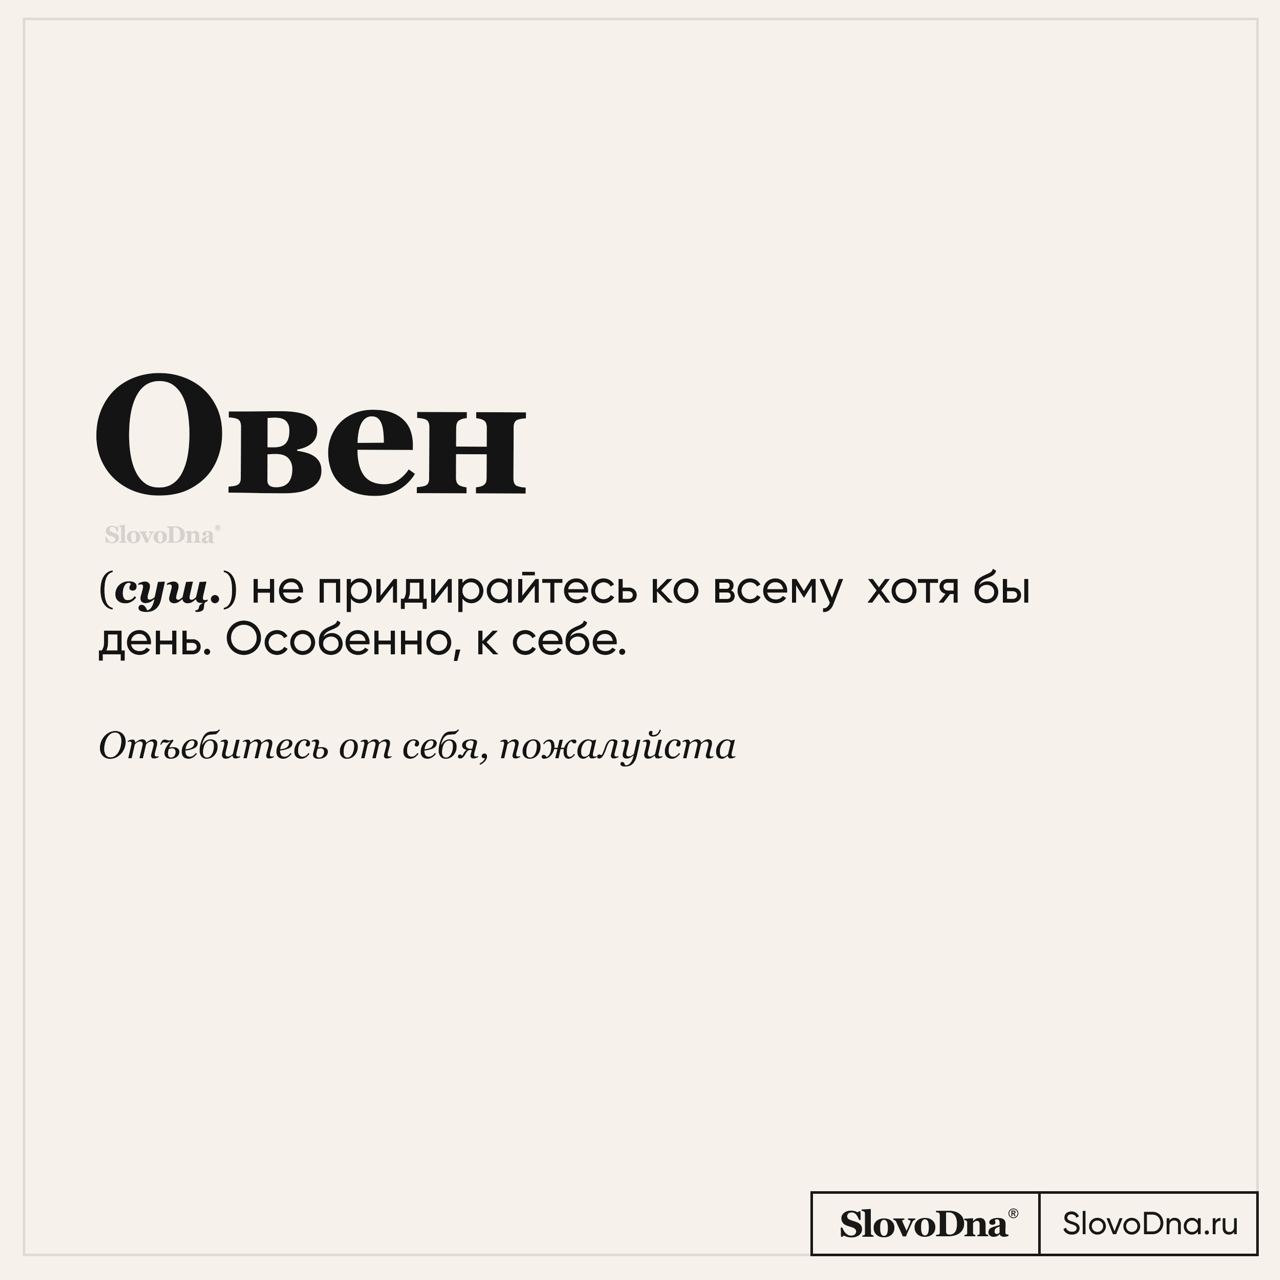 Овен
SlovoDna®
(сущ.) не придирайтесь ко всему  хотя бы
день. Особенно, к себе.
Отъебитесь от себя, пожалуйста
SlovoDna® SlovoDna.ru